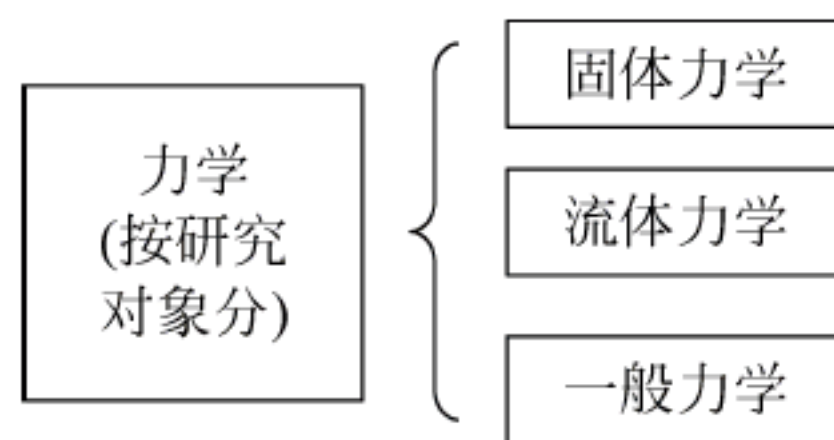 力学
(按研究
对象分)
固体力学
流体力学
一般力学